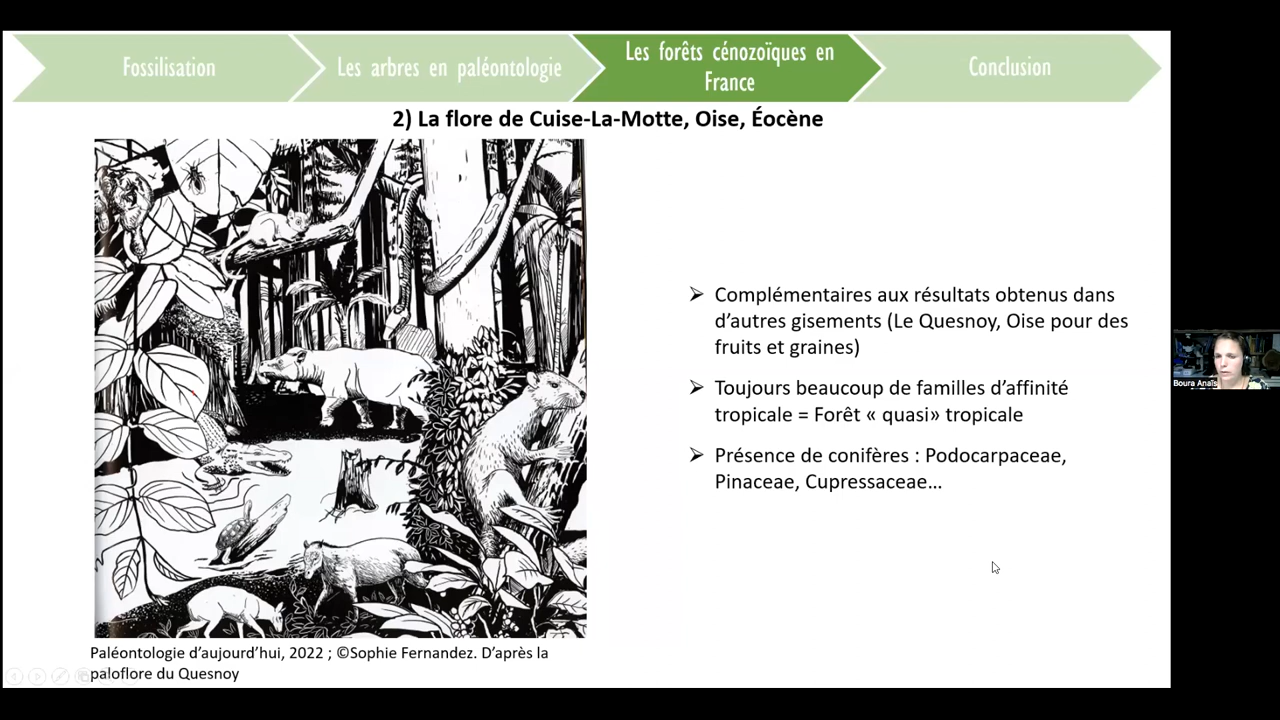 Fossilisation
Les arbres en paléontologie
Les forêts cénozoïques en
France
Conclusion
2) La flore de Cuise-La-Motte, Oise, Éocène
➢ Complémentaires aux résultats obtenus dans
d’autres gisements (Le Quesnoy, Oise pour des
fruits et graines)
➢ Toujours beaucoup de familles d’affinité
tropicale = Forêt « quasi» tropicale
➢ Présence de conifères : Podocarpaceae,
Pinaceae, Cupressaceae…
Boura Anaïs
Paléontologie d’aujourd’hui, 2022 ; ©Sophie Fernandez. D’après la
paloflore du Quesnoy